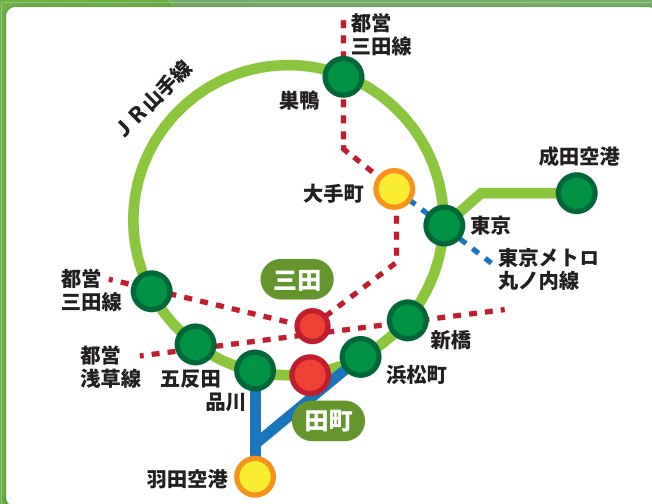 都営
三田線
JR山手線
巣鴨
成田空港
大手町
東京
東京メトロ
丸ノ内線
三田
都営
三田線
新橋
都営
浅草線
五反田
浜松町
品川
田町
羽田空港